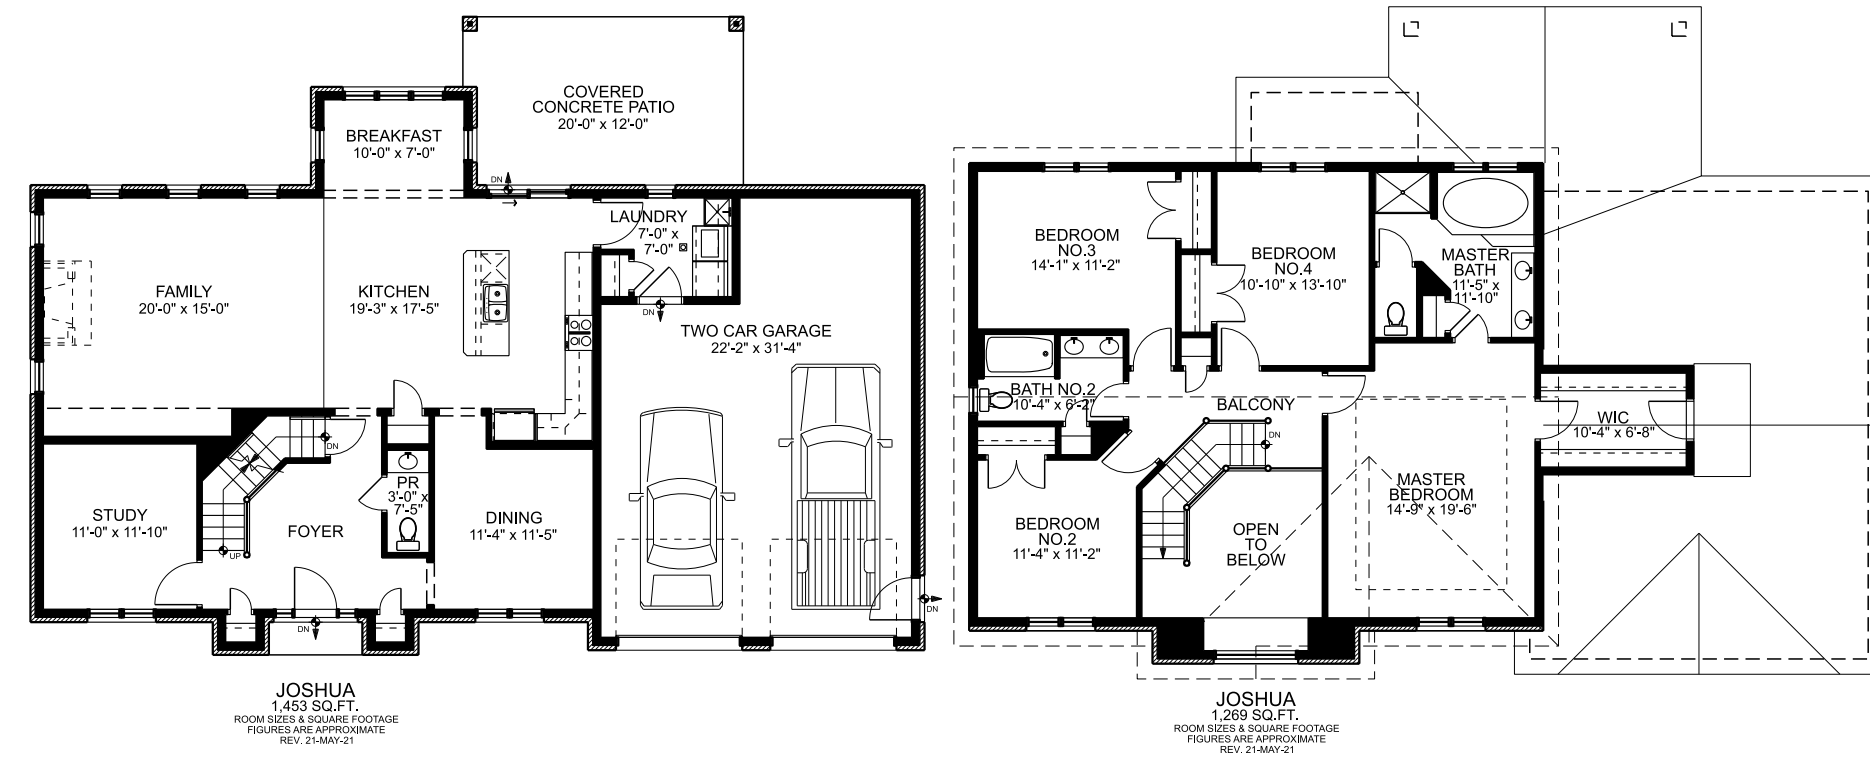 COVERED
CONCRETE PATIO
20'-0" x 12'-0"
BREAKFAST
10'-0" x 7'-0"
DN
LAUNDRY
7'-0" x
7'-0"
FAMILY
20'-0" x 15'-0"
KITCHEN
19'-3" x 17'-5"
DN
TWO CAR GARAGE
22'-2" x 31'-4"
DN
PR
3'-0" x
7'-5"
STUDY
11'-0" x 11'-10"
FOYER
DINING
11'-4" x 11'-5"
UP
DN
DN
JOSHUA
1,453 SQ.FT.
ROOM SIZES & SQUARE FOOTAGE
FIGURES ARE APPROXIMATE
REV. 21-MAY-21
BEDROOM
NO.3
14'-1" x 11'-2"
BEDROOM
NO.4
10'-10" x 13'-10"
MASTER
BATH
11'-5" x
11'-10"
BATH NO.2
10'-4" x 6'-2"
BALCONY
WIC
10'-4" x 6'-8"
DN
MASTER
BEDROOM
14'-9" x 19'-6"
BEDROOM
NO.2
11'-4" x 11'-2"
OPEN
TO
BELOW
JOSHUA
1,269 SQ.FT.
ROOM SIZES & SQUARE FOOTAGE
FIGURES ARE APPROXIMATE
REV. 21-MAY-21